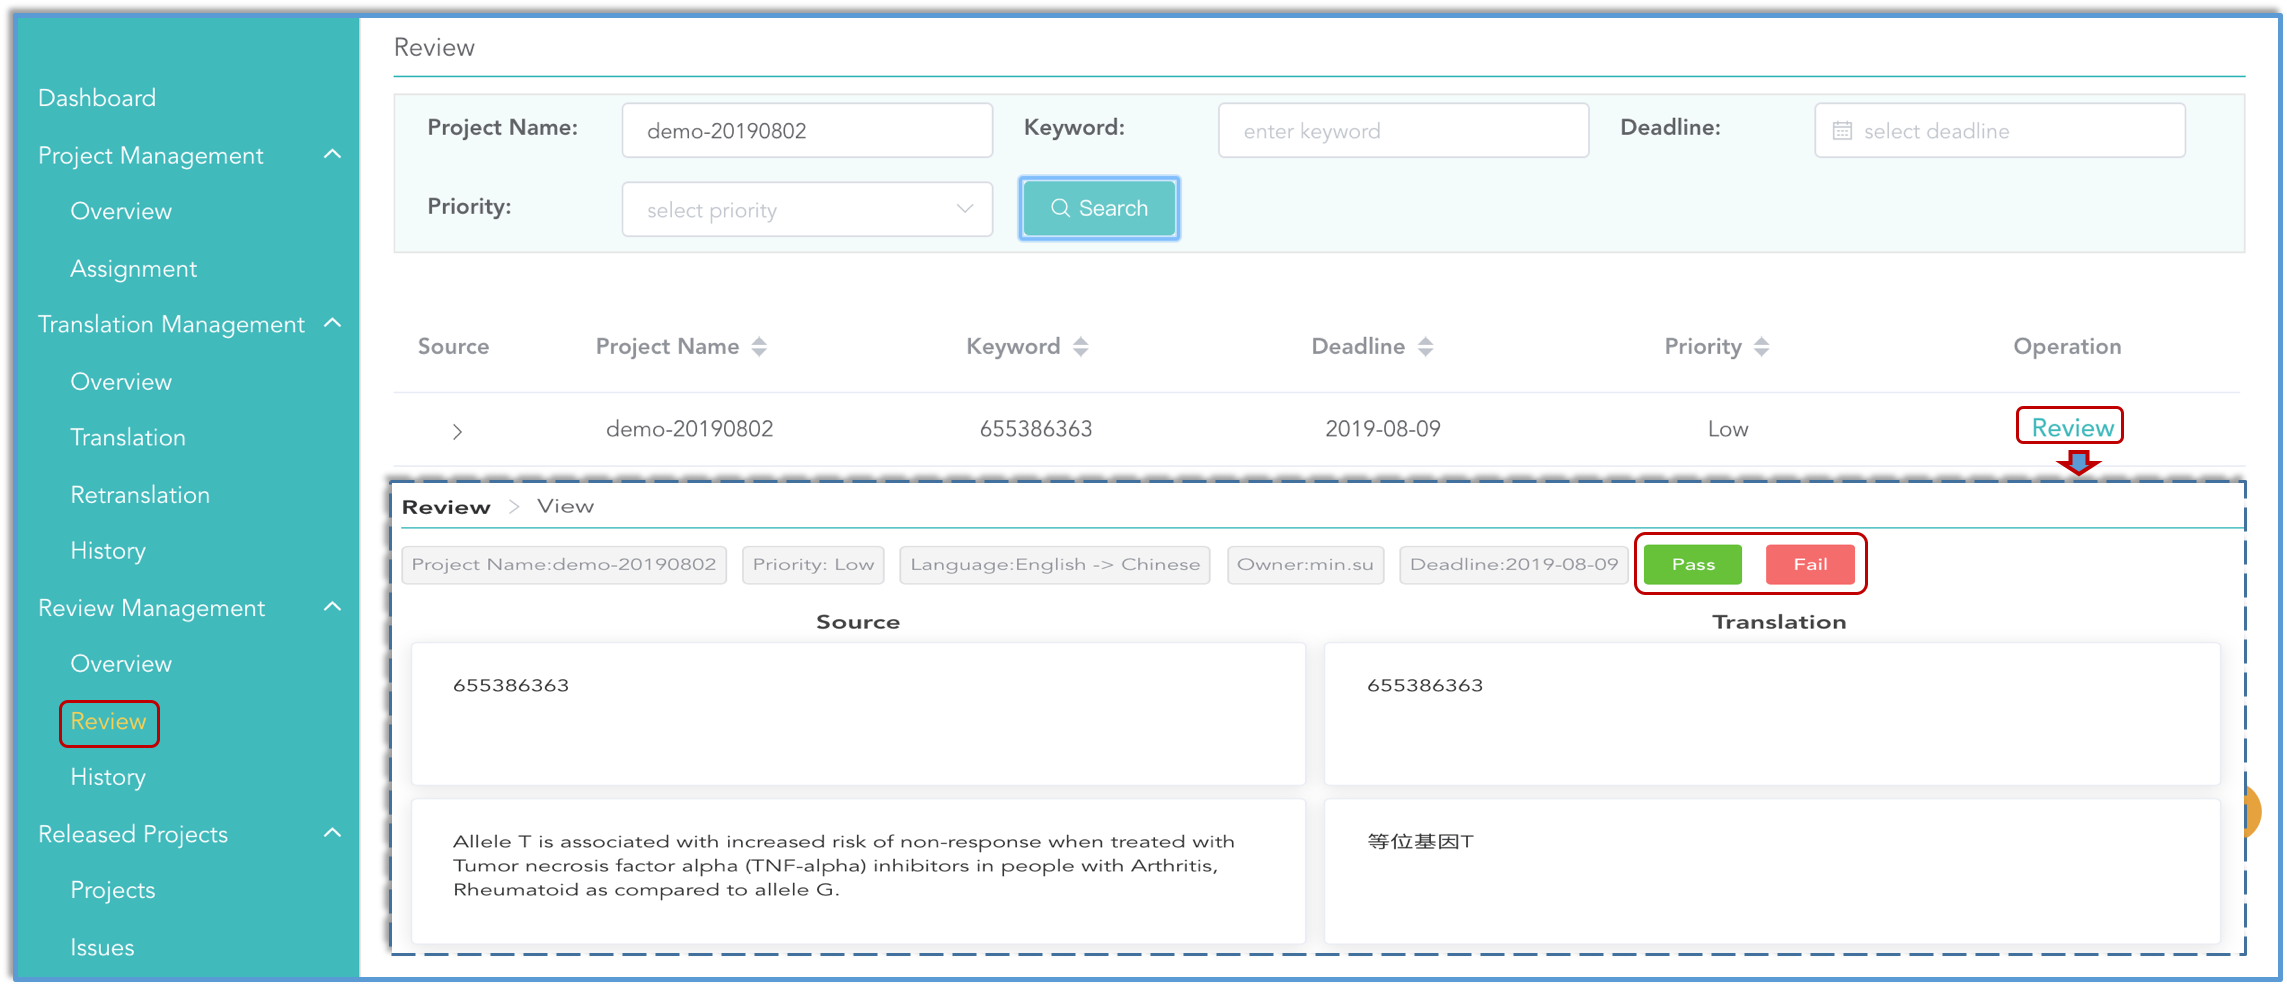 Dashboard
Project Management
Overview
Assignment
Translation Management
Overview
Translation
Retranslation
History
Review Management
Overview
Review
History
Released Projects
Projects
Issues
Review
Project Name: demo-20190802 Keyword: enter keyword Deadline: select deadline
Priority: select priority Search
Source Project Name Keyword Deadline Priority Operation
demo-20190802 655386363 2019-08-09 Low Review
Review > View
Project Name:demo-20190802 Priority: Low Language:English -> Chinese Owner:min.su Deadline:2019-08-09 Pass Fail
Source Translation
655386363 655386363
Allele T is associated with increased risk of non-response when treated with
Tumor necrosis factor alpha (TNF-alpha) inhibitors in people with Arthritis,
Rheumatoid as compared to allele G.
等位基因T